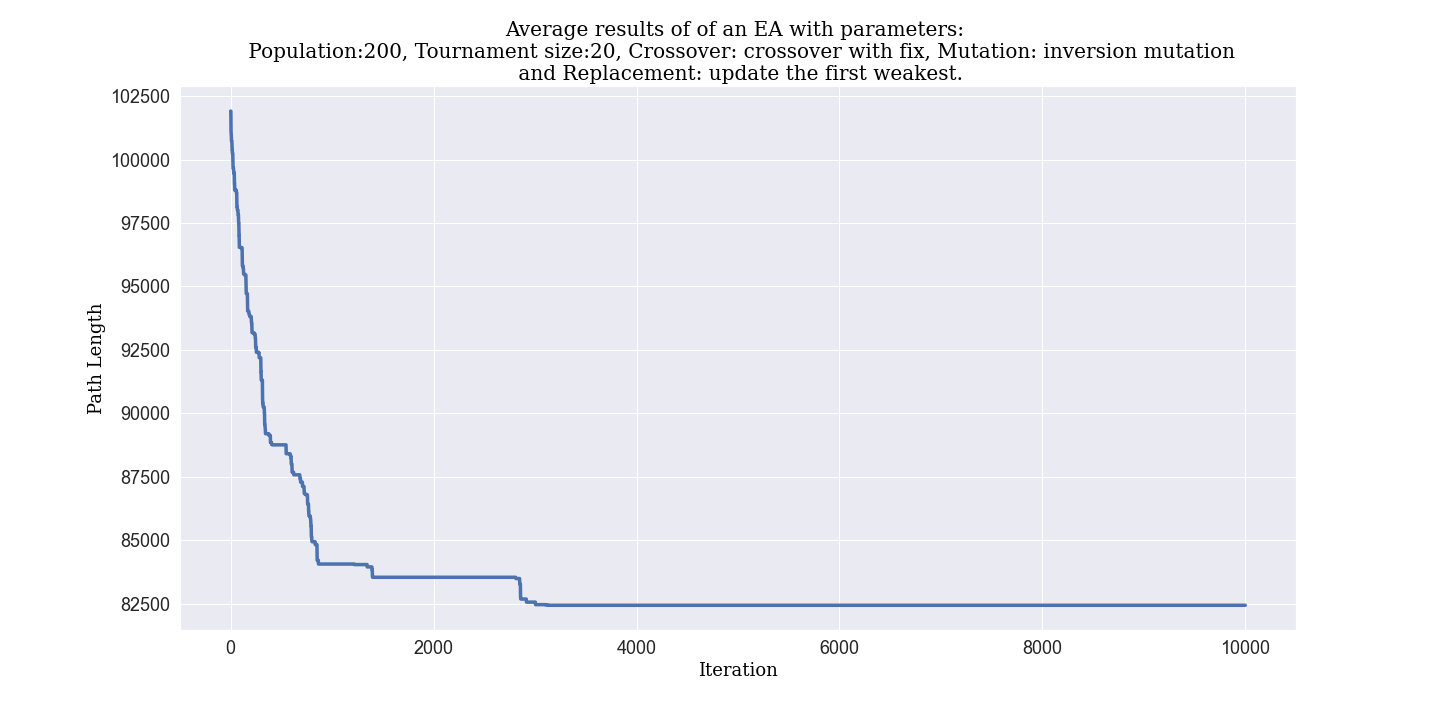 Average results of of an EA with parameters:
Population:200, Tournament size:20, Crossover: crossover with fix, Mutation: inversion mutation
and Replacement: update the first weakest.
102500
100000
97500
95000
92500
90000
87500
85000
82500
Path Length
0 2000 4000 6000 8000 10000
Iteration